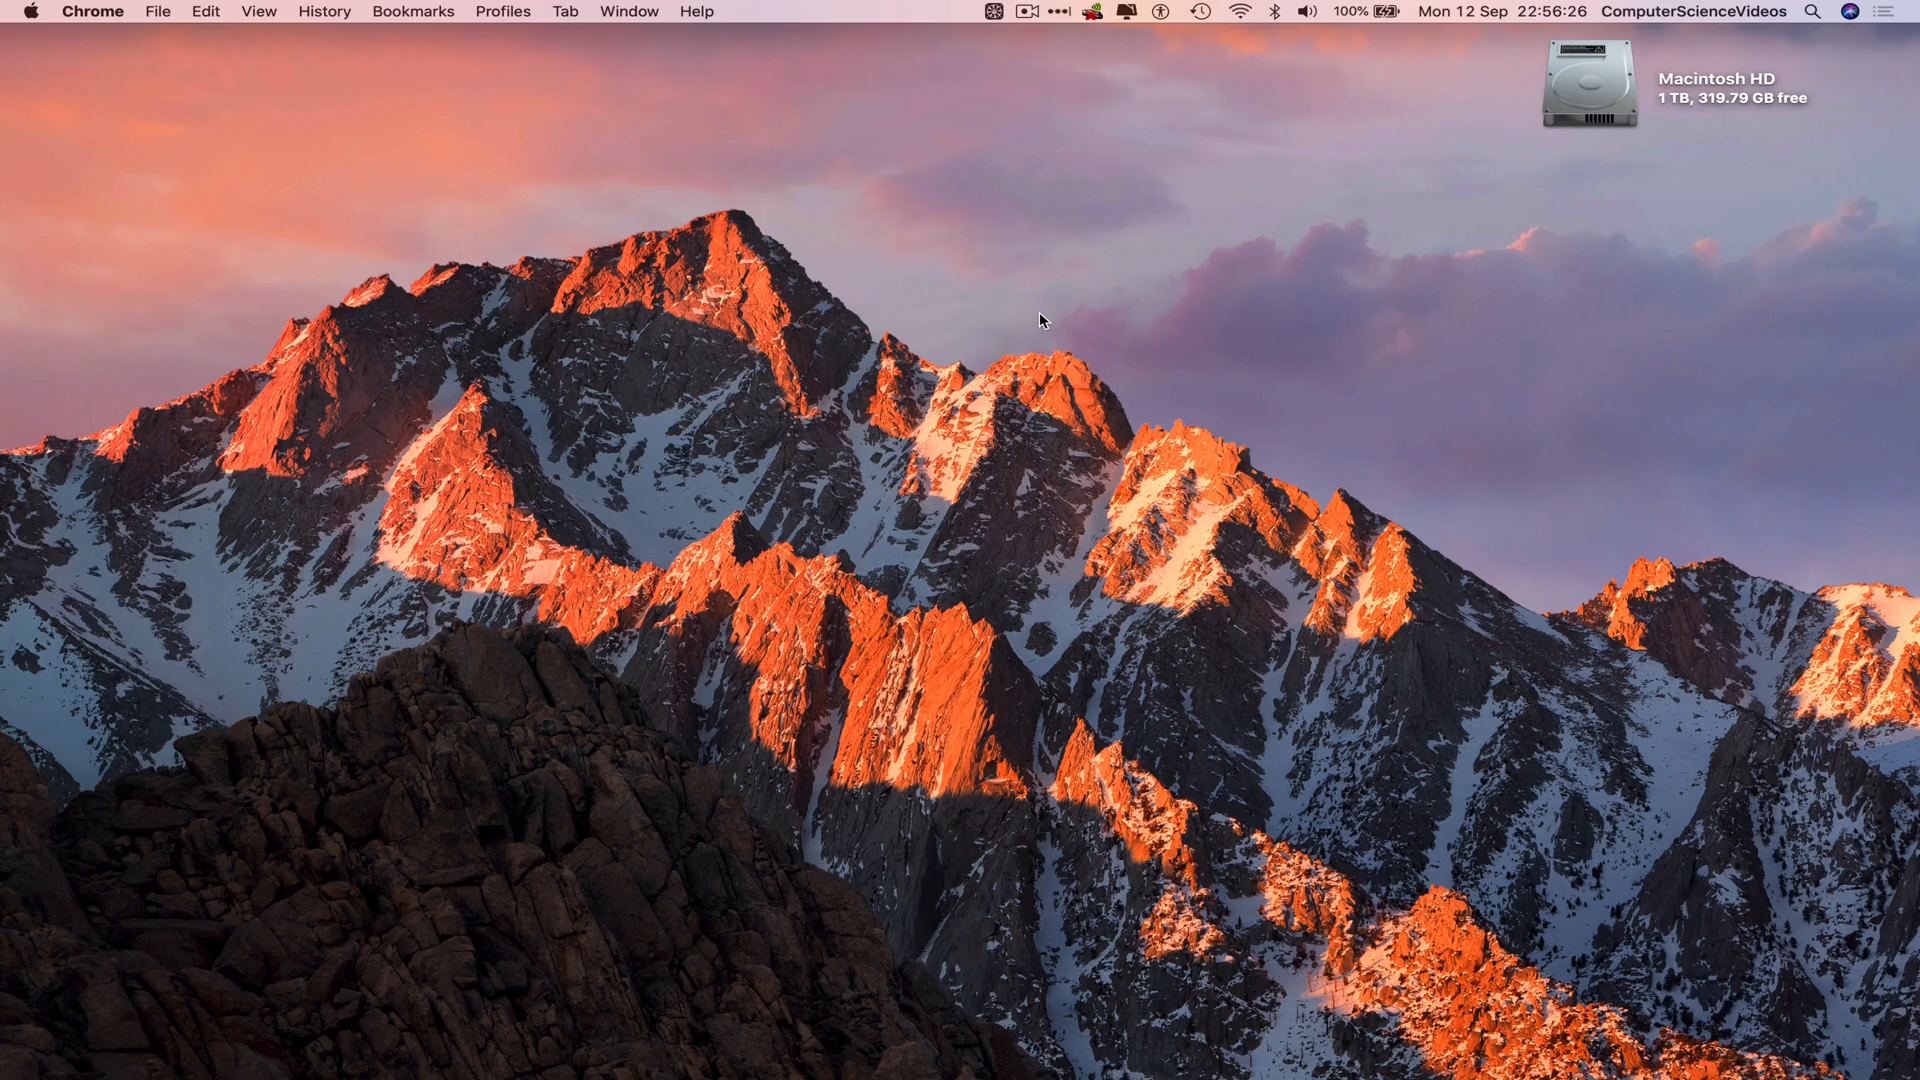 Chrome File Edit View History Bookmarks Profiles Tab Window Help 100% Mon 12 Sep 22:56:26 ComputerScienceVideos
Macintosh HD
1 TB, 319.79 GB free